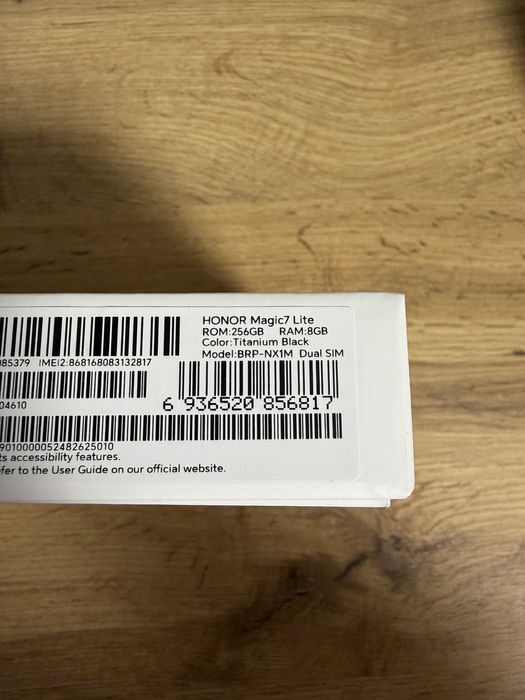 HONOR Magic7 Lite
ROM:256GB RAM:8GB
Color:Titanium Black
Model:BRP-NX1M Dual SIM
085379 IMEI2:868168083132817
04610
6 936520 856817
9010000052482625010
ts accessibility features.
efer to the User Guide on our official website.